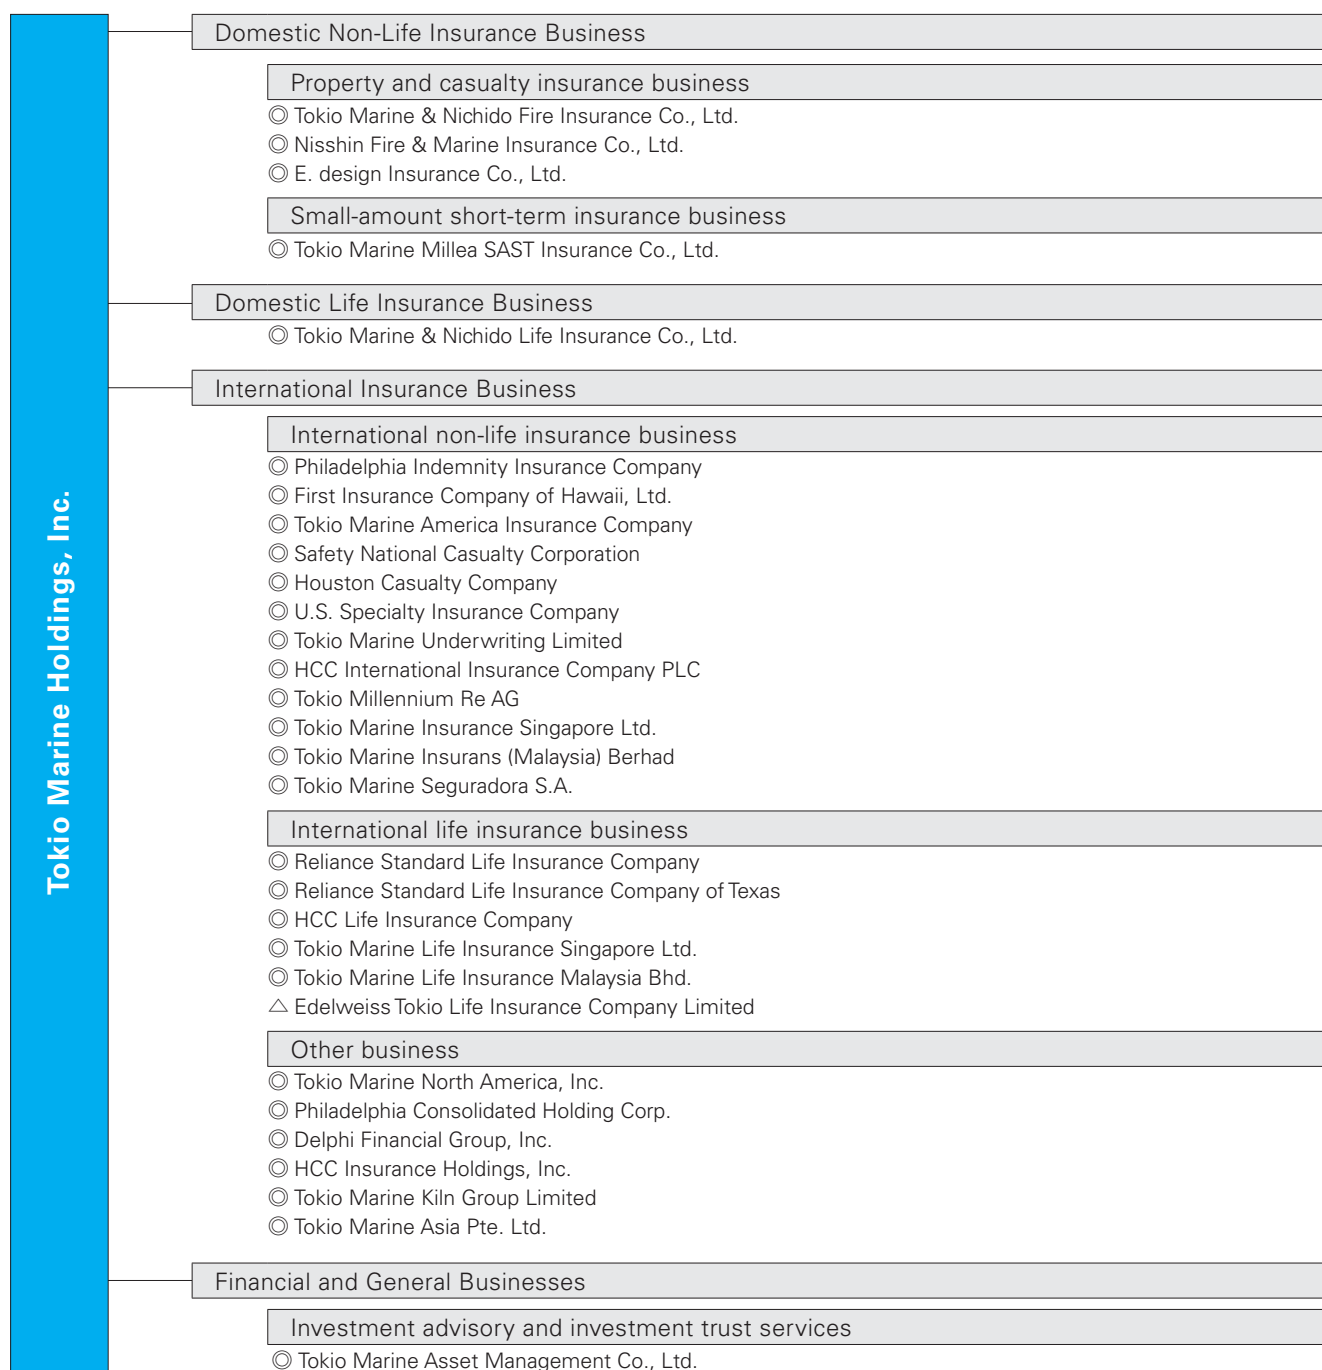 Tokio Marine Holdings, Inc.
Domestic Non-Life Insurance Business
Property and casualty insurance business
◎ Tokio Marine & Nichido Fire Insurance Co., Ltd.
◎ Nisshin Fire & Marine Insurance Co., Ltd.
◎ E. design Insurance Co., Ltd.
Small-amount short-term insurance business
◎ Tokio Marine Millea SAST Insurance Co., Ltd.
Domestic Life Insurance Business
◎ Tokio Marine & Nichido Life Insurance Co., Ltd.
International Insurance Business
International non-life insurance business
◎ Philadelphia Indemnity Insurance Company
◎ First Insurance Company of Hawaii, Ltd.
◎ Tokio Marine America Insurance Company
◎ Safety National Casualty Corporation
◎ Houston Casualty Company
◎ U.S. Specialty Insurance Company
◎ Tokio Marine Underwriting Limited
◎ HCC International Insurance Company PLC
◎ Tokio Millennium Re AG
◎ Tokio Marine Insurance Singapore Ltd.
◎ Tokio Marine Insurans (Malaysia) Berhad
◎ Tokio Marine Seguradora S.A.
International life insurance business
◎ Reliance Standard Life Insurance Company
◎ Reliance Standard Life Insurance Company of Texas
◎ HCC Life Insurance Company
◎ Tokio Marine Life Insurance Singapore Ltd.
◎ Tokio Marine Life Insurance Malaysia Bhd.
△ Edelweiss Tokio Life Insurance Company Limited
Other business
◎ Tokio Marine North America, Inc.
◎ Philadelphia Consolidated Holding Corp.
◎ Delphi Financial Group, Inc.
◎ HCC Insurance Holdings, Inc.
◎ Tokio Marine Kiln Group Limited
◎ Tokio Marine Asia Pte. Ltd.
Financial and General Businesses
Investment advisory and investment trust services
◎ Tokio Marine Asset Management Co., Ltd.